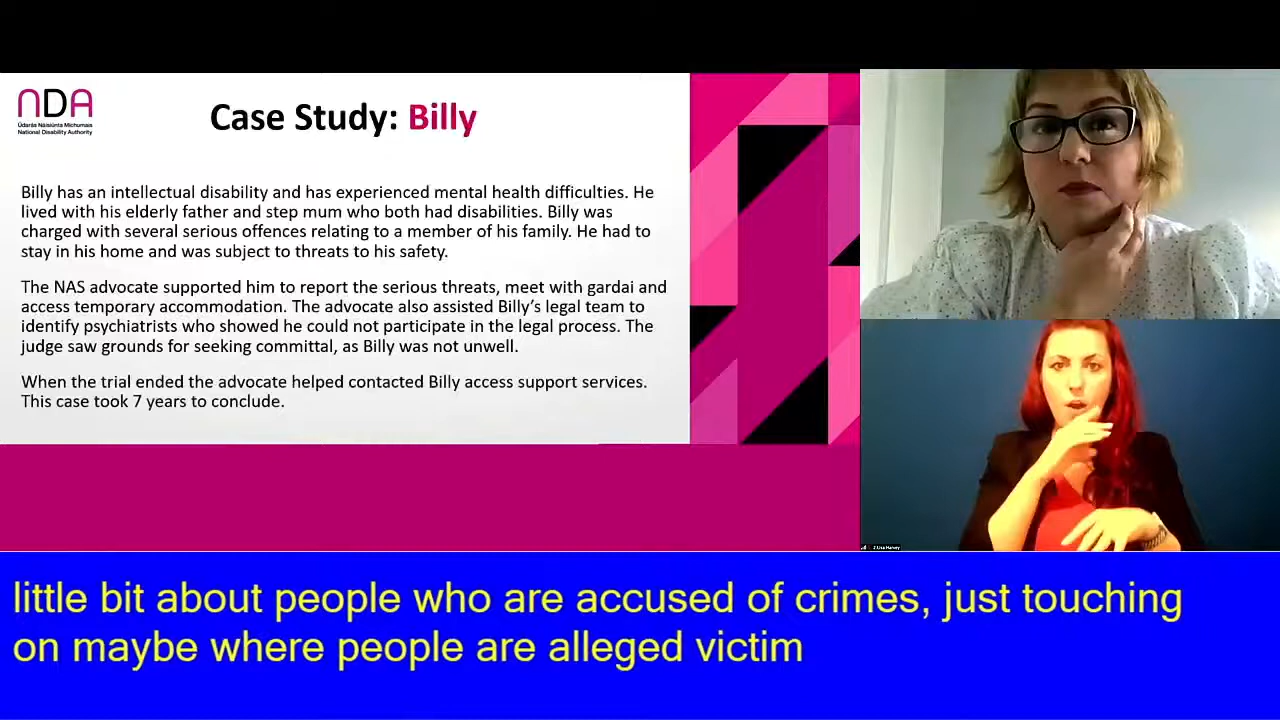 NDA
Údarás Náisiúnta Míchumais
National Disability Authority
Case Study: Billy
Billy has an intellectual disability and has experienced mental health difficulties. He
lived with his elderly father and step mum who both had disabilities. Billy was
charged with several serious offences relating to a member of his family. He had to
stay in his home and was subject to threats to his safety.
The NAS advocate supported him to report the serious threats, meet with gardai and
access temporary accommodation. The advocate also assisted Billy's legal team to
identify psychiatrists who showed he could not participate in the legal process. The
judge saw grounds for seeking committal, as Billy was not unwell.
When the trial ended the advocate helped contacted Billy access support services.
This case took 7 years to conclude.
little bit about people who are accused of crimes, just touching
on maybe where people are alleged victim